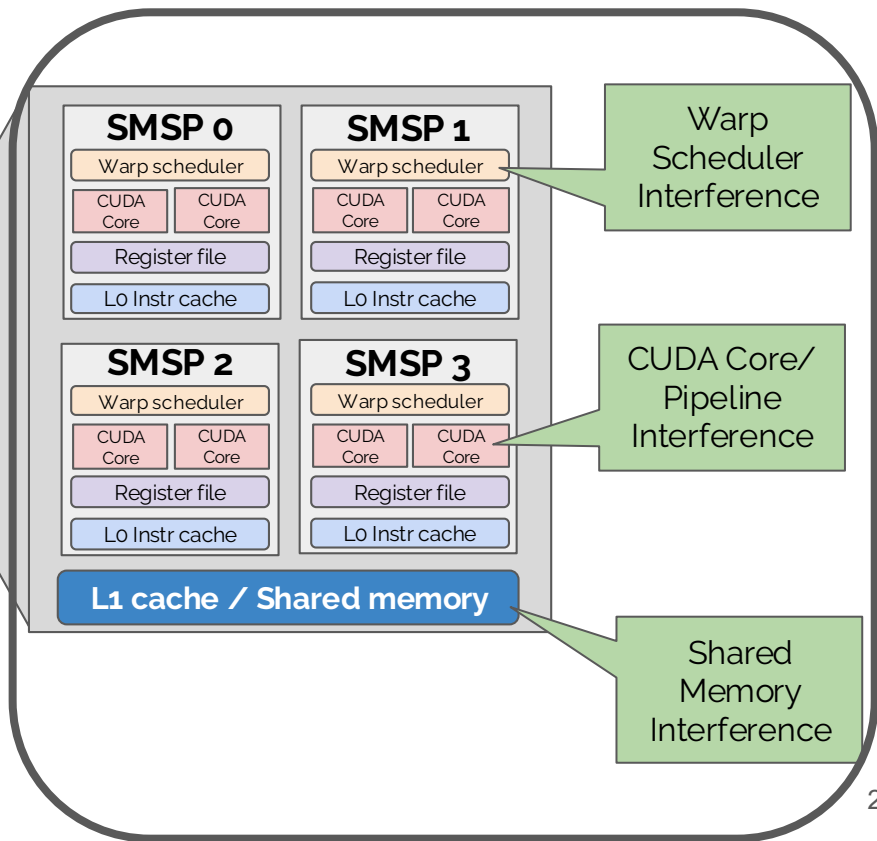 SMSP 0
Warp scheduler
CUDA
Core
CUDA
Core
Register file
L0 Instr cache
SMSP 1
Warp scheduler
CUDA
Core
CUDA
Core
Register file
L0 Instr cache
SMSP 2
Warp scheduler
CUDA
Core
CUDA
Core
Register file
L0 Instr cache
SMSP 3
Warp scheduler
CUDA
Core
CUDA
Core
Register file
L0 Instr cache
L1 cache / Shared memory
Warp
Scheduler
Interference
CUDA Core/
Pipeline
Interference
Shared
Memory
Interference